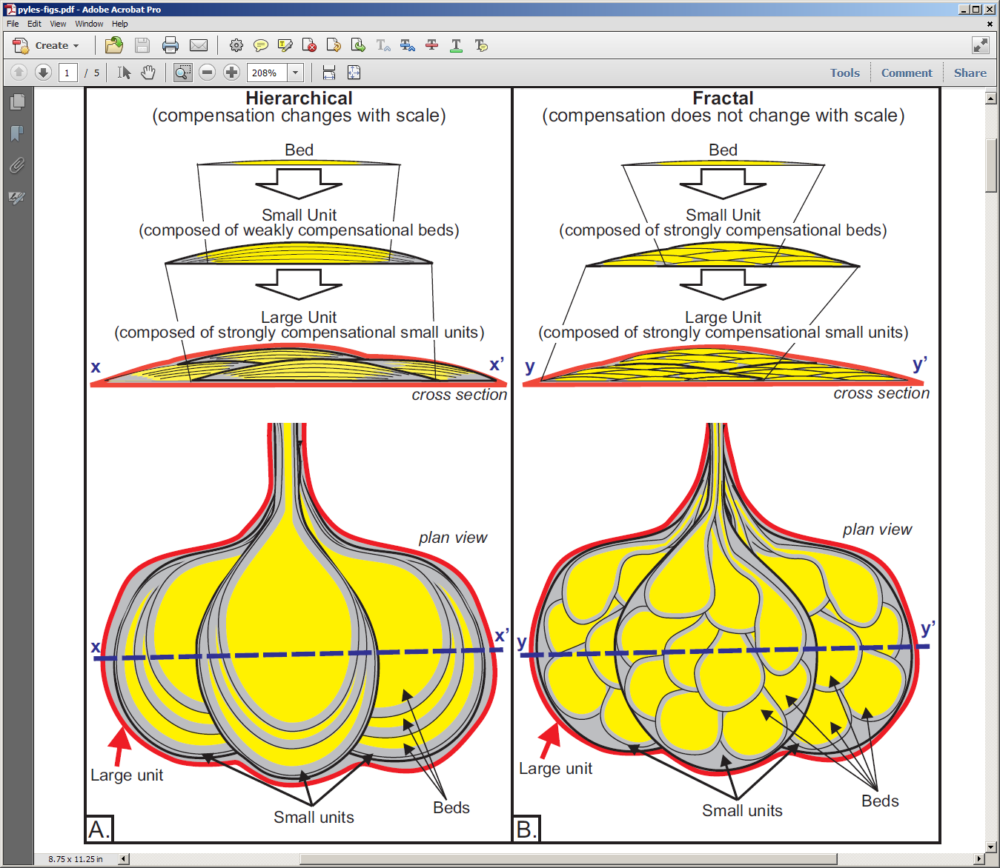 pyles-figs.pdf - Adobe Acrobat Pro
File Edit View Window Help
Create
1 / 5 208% Tools Comment Share
Hierarchical
(compensation changes with scale)
Bed
Small Unit
(composed of weakly compensational beds)
Large Unit
(composed of strongly compensational small units)
x x'
cross section
plan view
x x'
Large unit
Small units
Beds
A.
Fractal
(compensation does not change with scale)
Bed
Small Unit
(composed of strongly compensational beds)
Large Unit
(composed of strongly compensational small units)
y y'
cross section
plan view
y y'
Large unit
Small units
Beds
B.
8.75 x 11.25 in